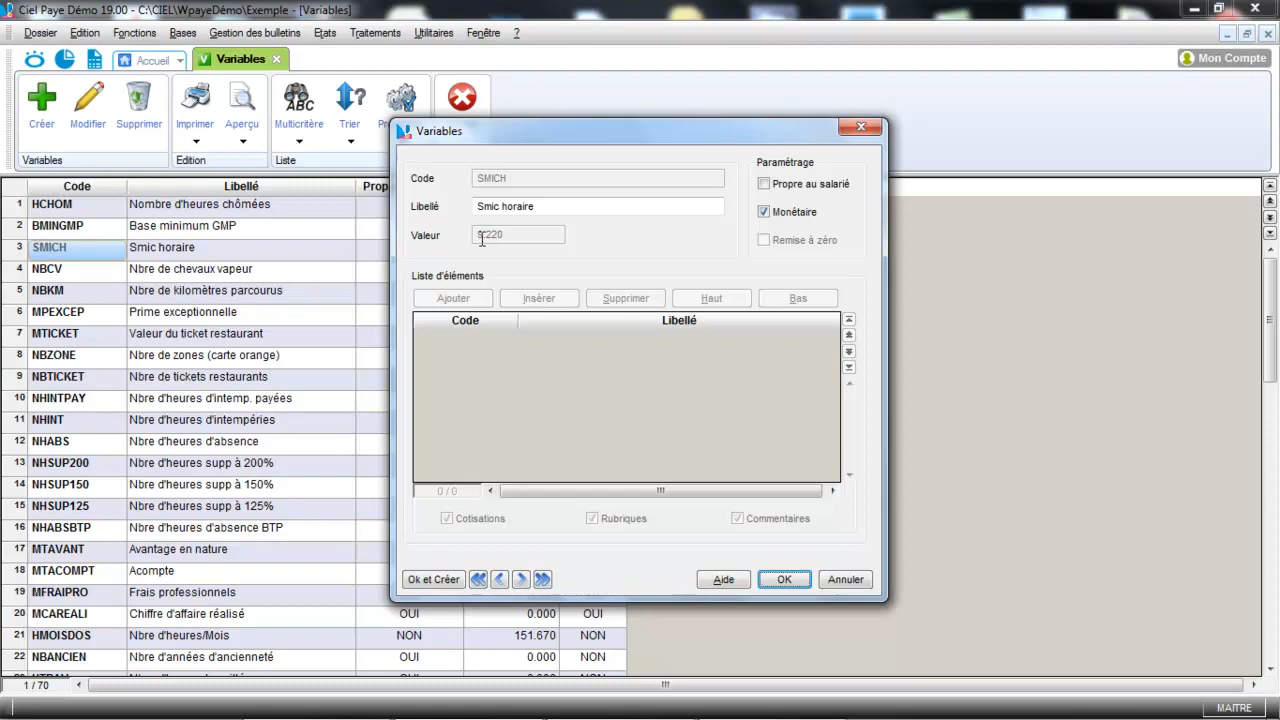 Ciel Paye Démo 19.00 - C:\CIEL\WpayeDémo\Exemple - [Variables]
Dossier Edition Fonctions Bases Gestion des bulletins Etats Traitements Utilitaires Fenêtre ?
Accueil Variables Mon Compte
ABC
Créer Modifier Supprimer Imprimer Aperçu Multicritère Trier
Variables Edition Liste
Variables
Code SMICH
Libellé Smic horaire
Valeur 220
Paramétrage
Propre au salarié
Monétaire
Remise à zéro
Liste d'éléments
Ajouter Insérer Supprimer Haut Bas
Code Libellé
0 / 0
Cotisations Rubriques Commentaires
Ok et Créer Aide OK Annuler
Code Libellé Prop
1 HCHOM Nombre d'heures chômées
2 BMINGMP Base minimum GMP
3 SMICH Smic horaire
4 NBCV Nbre de chevaux vapeur
5 NBKM Nbre de kilomètres parcourus
6 MPEXCEP Prime exceptionnelle
7 MTICKET Valeur du ticket restaurant
8 NBZONE Nbre de zones (carte orange)
9 NBTICKET Nbre de tickets restaurants
10 NHINTPAY Nbre d'heures d'intemp. payées
11 NHINT Nbre d'heures d'intempéries
12 NHABS Nbre d'heures d'absence
13 NHSUP200 Nbre d'heures supp à 200%
14 NHSUP150 Nbre d'heures supp à 150%
15 NHSUP125 Nbre d'heures supp à 125%
16 NHABSBTP Nbre d'heures d'absence BTP
17 MTAVANT Avantage en nature
18 MTACOMPT Acompte
19 MFRAIPRO Frais professionnels
20 MCAREALI Chiffre d'affaire réalisé OUI 0.000 OUI
21 HMOISDOS Nbre d'heures/Mois NON 151.670 NON
22 NBANCIEN Nbre d'années d'ancienneté OUI 0.000 NON
1 / 70
MAITRE